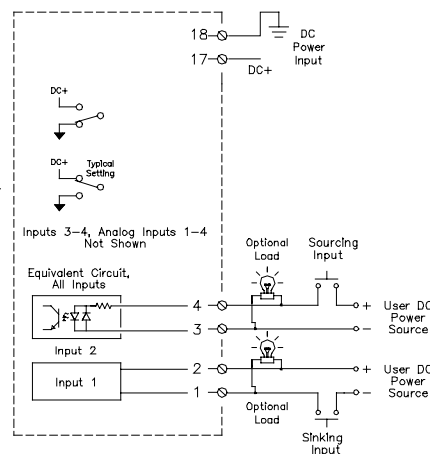 18
DC
Power
Input
17
DC+
DC+
DC+
Typical
Setting
Inputs 3-4, Analog Inputs 1-4
Not Shown
Equivalent Circuit,
All Inputs
Optional
Load
Sourcing
Input
4
+
User DC
Power
Source
3
-
Input 2
2
+
User DC
Power
Source
Input 1
1
-
Optional
Load
Sinking
Input